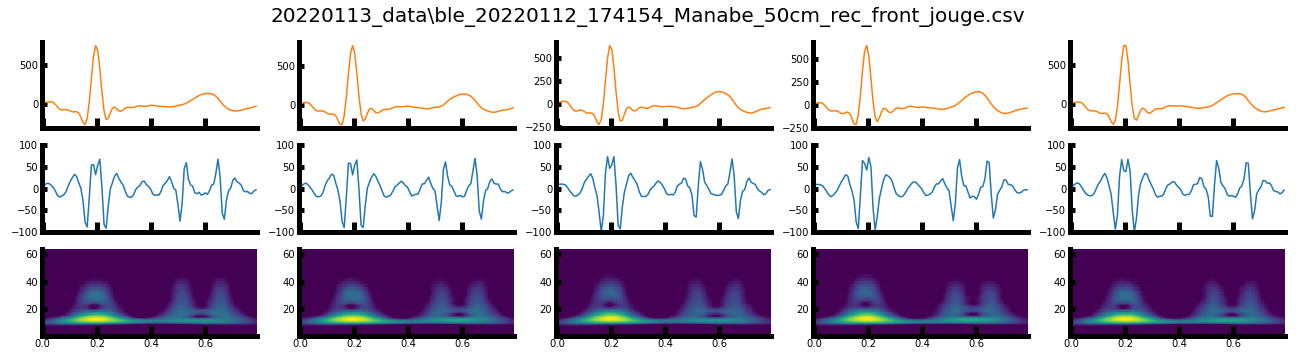 20220113_data\ble_20220112_174154_Manabe_50cm_rec_front_jouge.csv
500 0 500 0 500 250 0 −250 500 250 0 −250 500 0
100 50 0 −50 −100 100 50 0 −50 −100 100 50 0 −50 −100 100 50 0 −50 −100 100 50 0 −50 −100
60 40 20 60 40 20 60 40 20 60 40 20 60 40 20
0.0 0.2 0.4 0.6 0.0 0.2 0.4 0.6 0.0 0.2 0.4 0.6 0.0 0.2 0.4 0.6 0.0 0.2 0.4 0.6